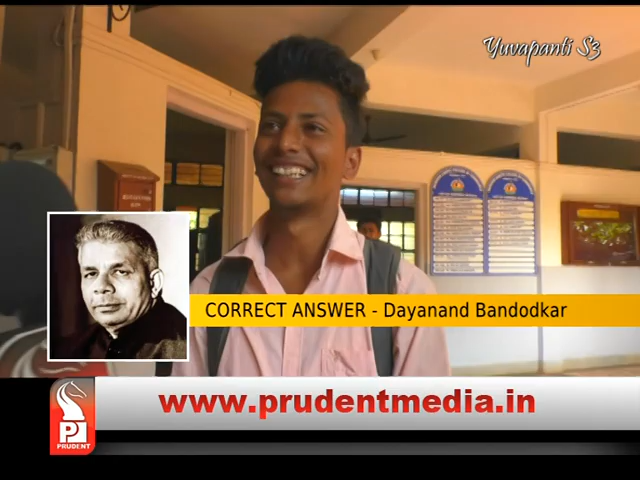 Yuvapanti S3
CORRECT ANSWER - Dayanand Bandodkar
www.prudentmedia.in
PRUDENT